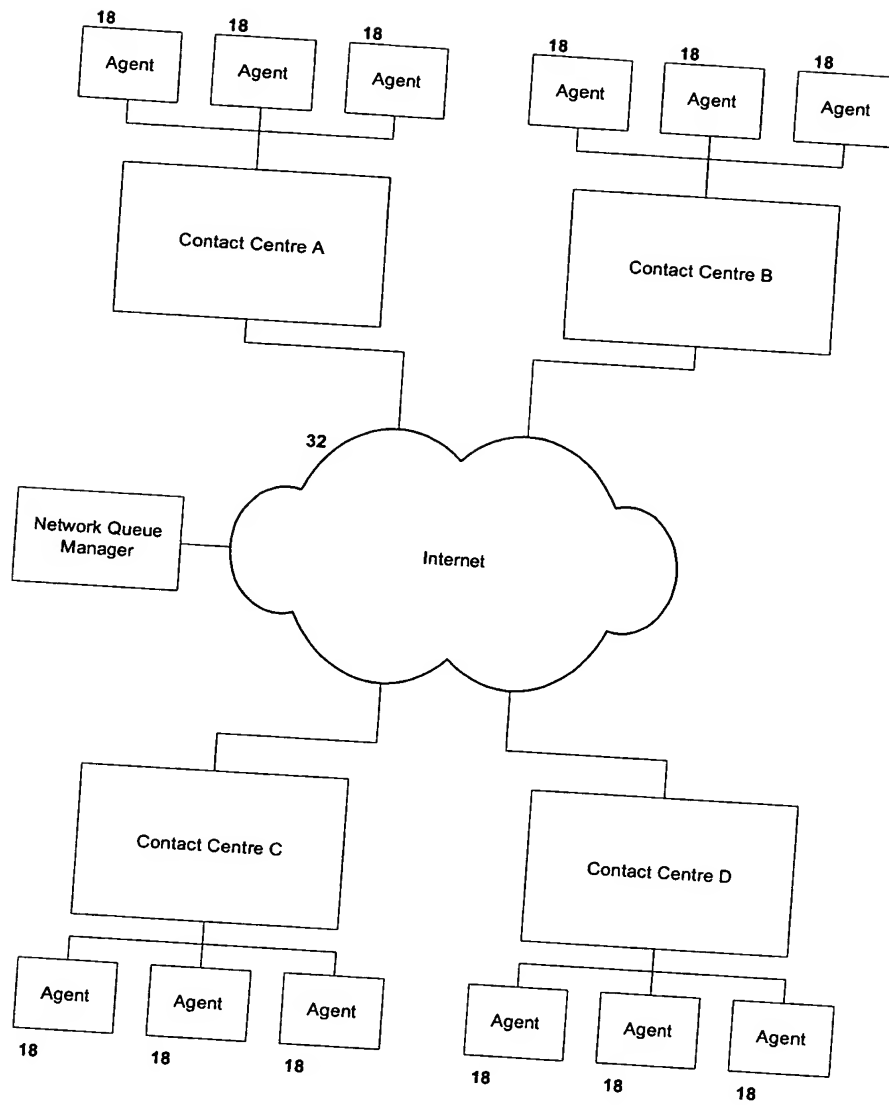 18
18
18
Agent
Agent
Agent
18
18
18
Agent
Agent
Agent
Contact Centre A
Contact Centre B
32
Network Queue
Manager
Internet
Contact Centre C
Contact Centre D
Agent
Agent
Agent
18
18
18
Agent
Agent
Agent
18
18
18